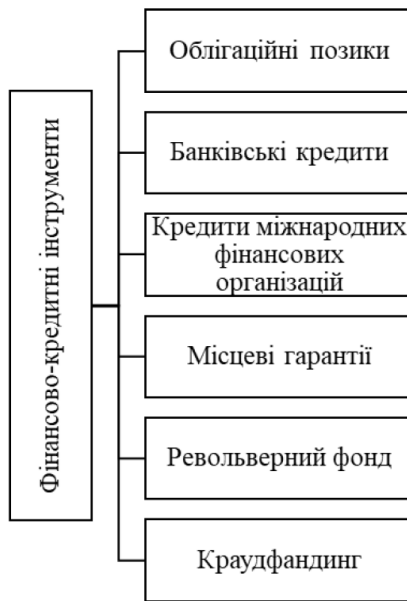 Фінансово-кредитні інструменти
Облігаційні позики
Банківські кредити
Кредити міжнародних
фінансових
організацій
Місцеві гарантії
Револьверний фонд
Краудфандинг